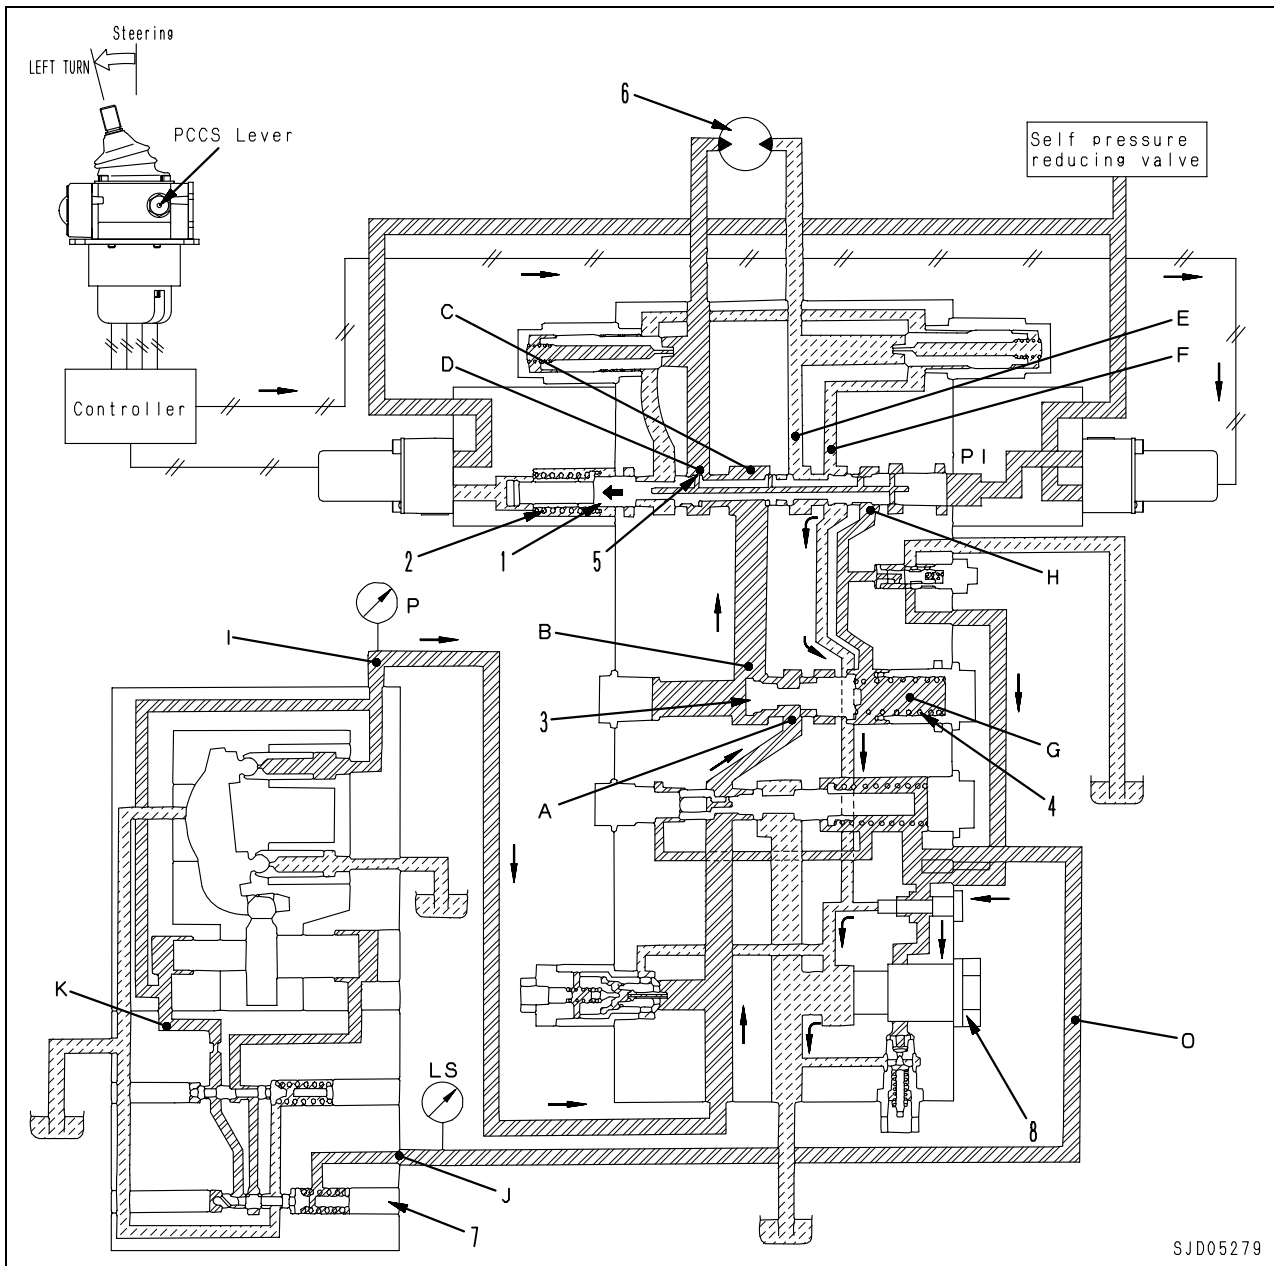 Steering
LEFT TURN
PCCS Lever
6
Self pressure
reducing valve
C
E
D
F
Controller
PI
2
1
5
H
P
I
B
3
G
A
4
K
LS
O
J
7
8
SJD05279